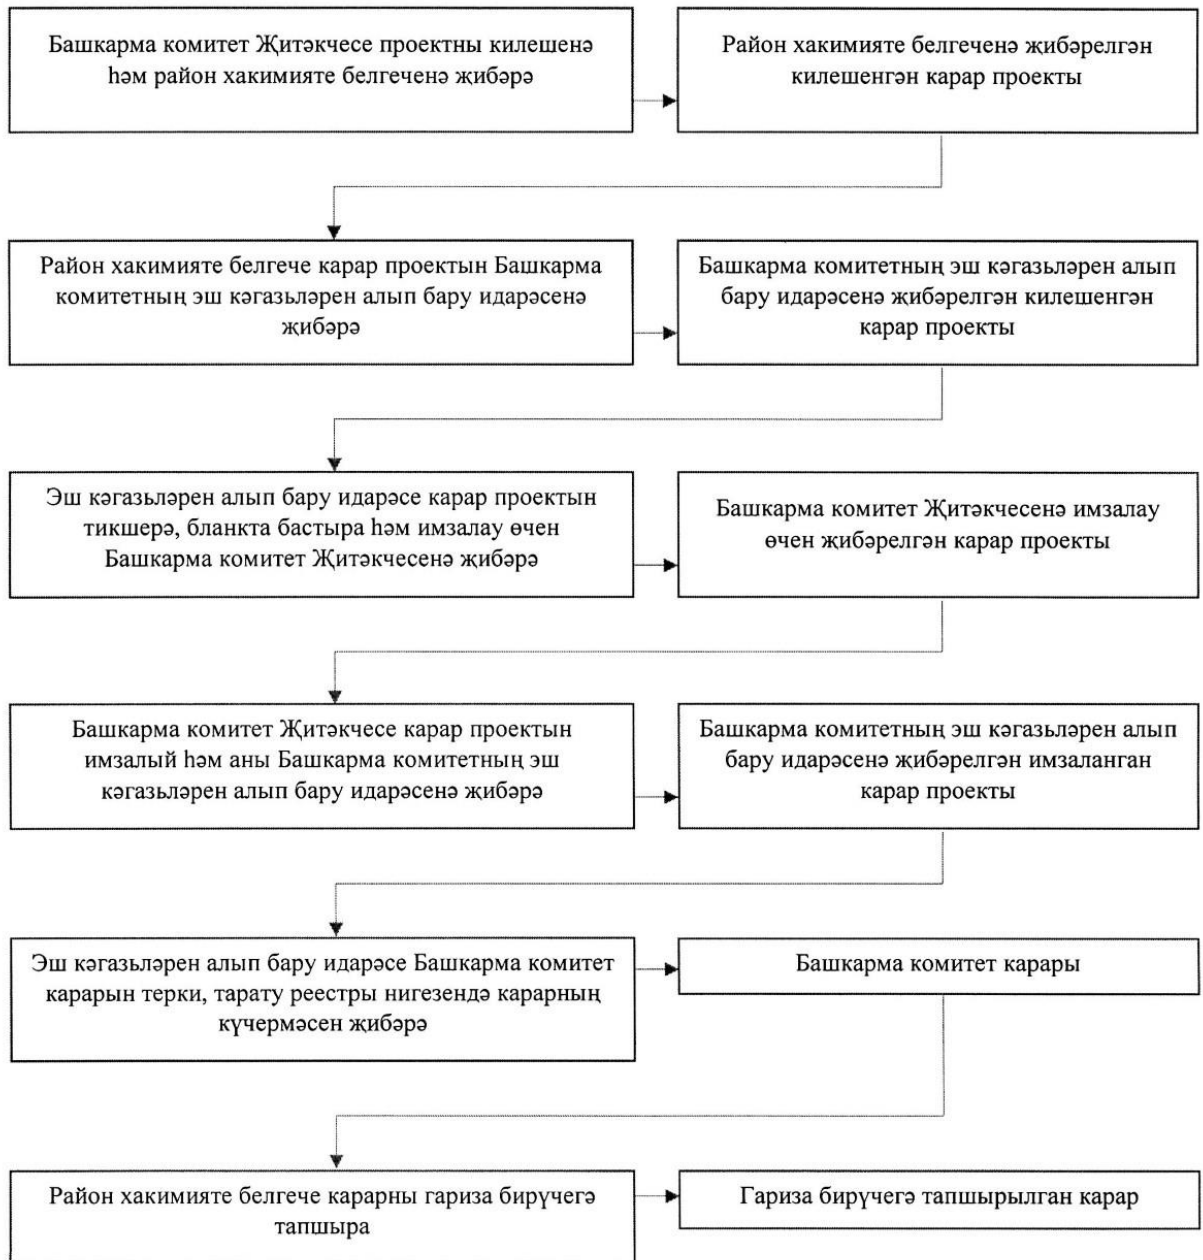 Башкарма комитет Җитәкчесе проектны килешенә
һәм район хакимияте белгеченә җибәрә
Район хакимияте белгеченә җибәрелгән
килешенгән карар проекты
Район хакимияте белгече карар проектын Башкарма
комитетның эш кәгазьләрен алып бару идарәсенә
җибәрә
Башкарма комитетның эш кәгазьләрен алып
бару идарәсенә җибәрелгән килешенгән
карар проекты
Эш кәгазьләрен алып бару идарәсе карар проектын
тикшерә, бланкта бастыра һәм имзалау өчен
Башкарма комитет Җитәкчесенә җибәрә
Башкарма комитет Җитәкчесенә имзалау
өчен җибәрелгән карар проекты
Башкарма комитет Җитәкчесе карар проектын
имзалый һәм аны Башкарма комитетның эш
кәгазьләрен алып бару идарәсенә җибәрә
Башкарма комитетның эш кәгазьләрен алып
бару идарәсенә җибәрелгән имзаланган
карар проекты
Эш кәгазьләрен алып бару идарәсе Башкарма комитет
карарын терки, тарату реестры нигезендә карарның
күчермәсен җибәрә
Башкарма комитет карары
Район хакимияте белгече карарны гариза бирүчегә
тапшыра
Гариза бирүчегә тапшырылган карар